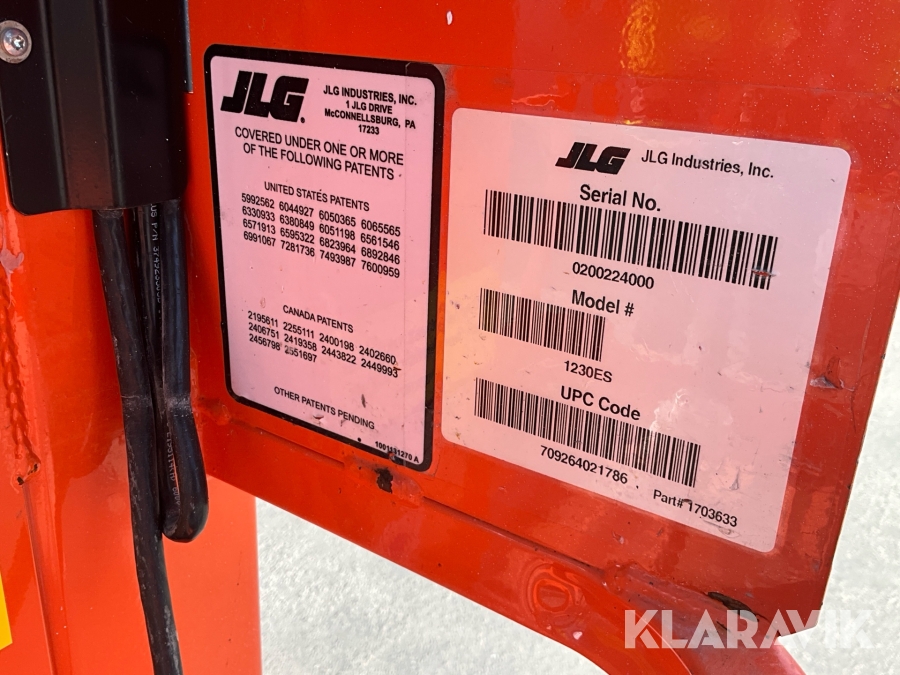 JLG
JLG INDUSTRIES, INC.
1 JLG DRIVE
McCONNELLSBURG, PA
17233
COVERED UNDER ONE OR MORE
OF THE FOLLOWING PATENTS
UNITED STATES PATENTS
5992562 6044927 6050365 6065565
6330933 6380849 6051198 6561546
6571913 6595322 6823964 6892846
6991067 7281736 7493987 7600959
CANADA PATENTS
2195611 2255111 2400198 2402660
2406751 2419358 2443822 2449993
2456798 2551697
OTHER PATENTS PENDING
1001131270 A
JLG JLG Industries, Inc.
Serial No.
0200224000
Model #
1230ES
UPC Code
709264021786
Part# 1703633
KLARAVIK